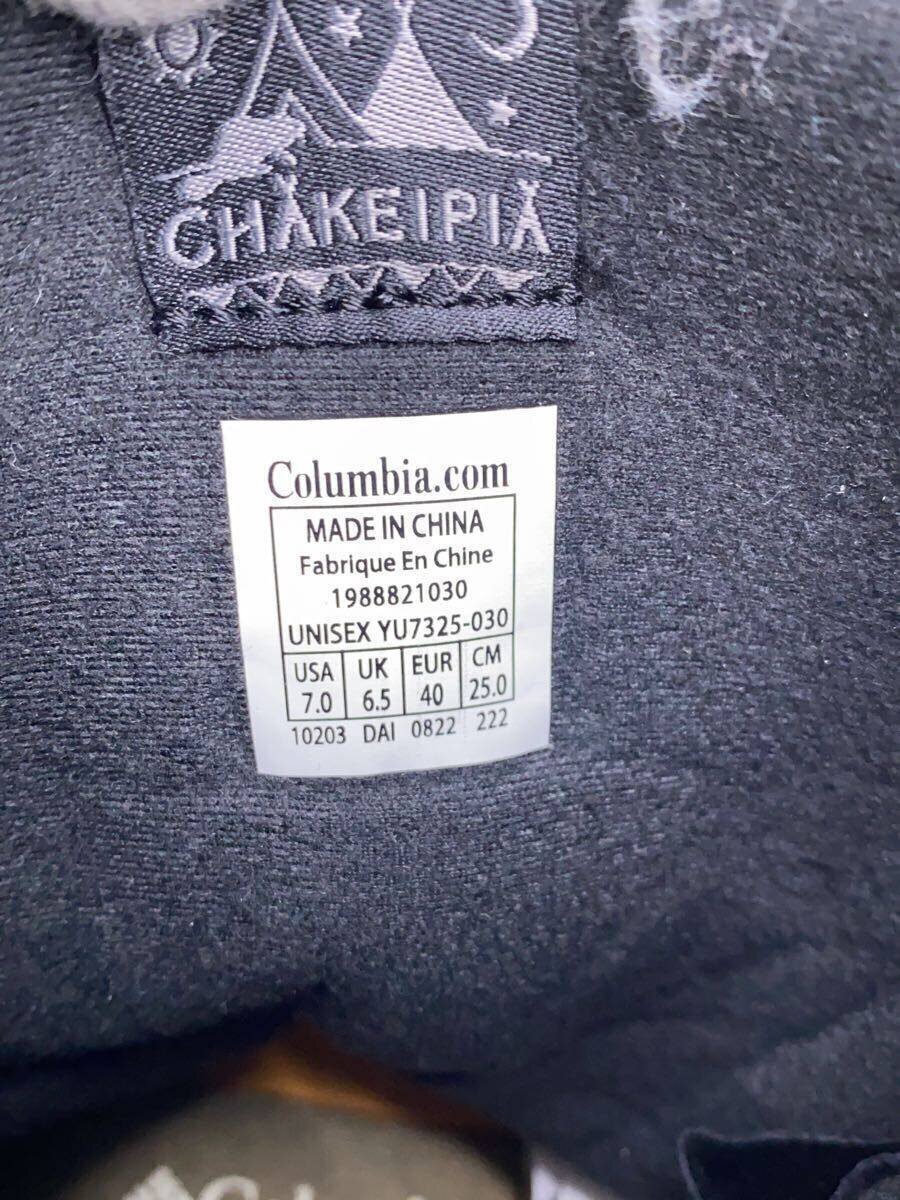 CHAKEIPIA
Columbia.com
MADE IN CHINA
Fabrique En Chine
1988821030
UNISEX YU7325-030
USA UK EUR CM
7.0 6.5 40 25.0
10203 DAI 0822 222